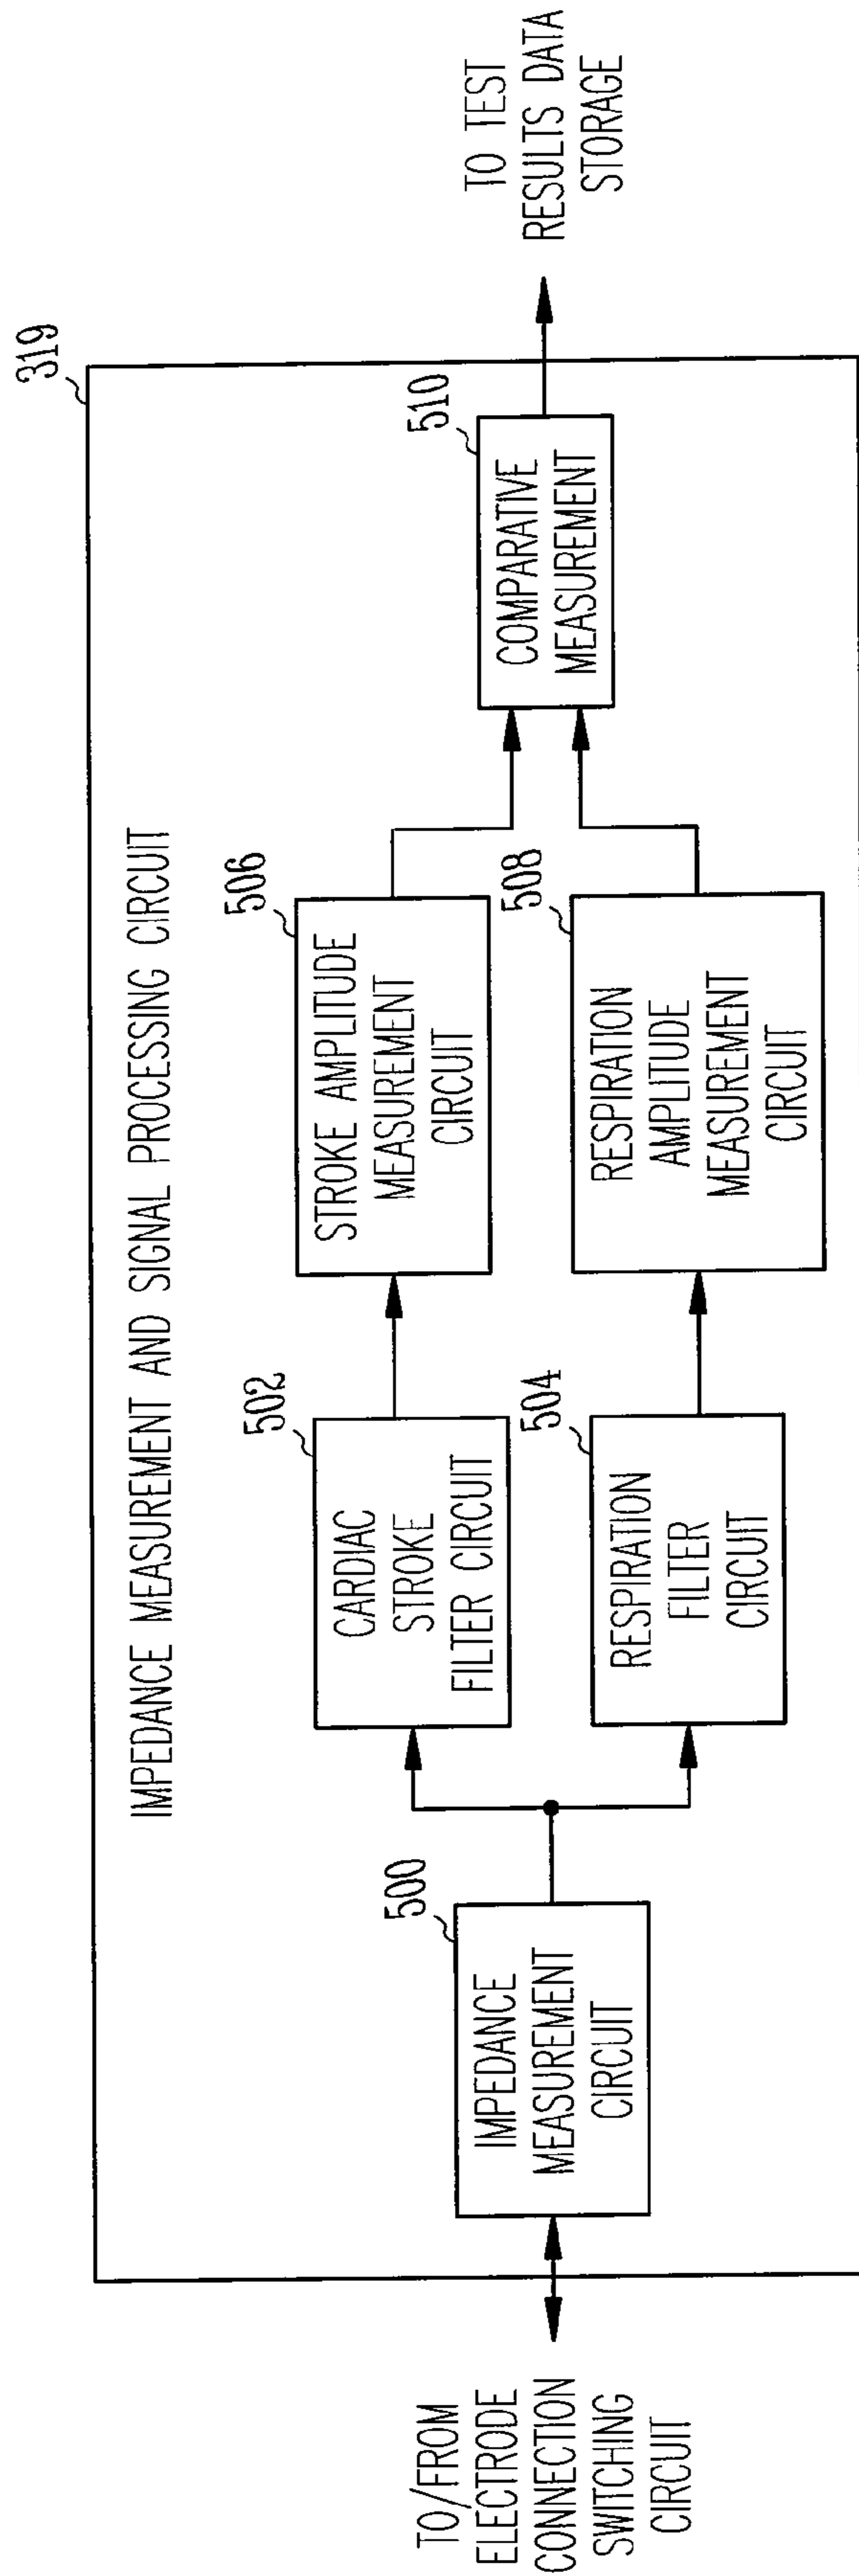 319
IMPEDANCE MEASUREMENT AND SIGNAL PROCESSING CIRCUIT
TO/FROM
ELECTRODE
CONNECTION
SWITCHING
CIRCUIT
500
IMPEDANCE
MEASUREMENT
CIRCUIT
502
CARDIAC
STROKE
FILTER CIRCUIT
504
RESPIRATION
FILTER
CIRCUIT
506
STROKE AMPLITUDE
MEASUREMENT
CIRCUIT
508
RESPIRATION
AMPLITUDE
MEASUREMENT
CIRCUIT
510
COMPARATIVE
MEASUREMENT
TO TEST
RESULTS DATA
STORAGE